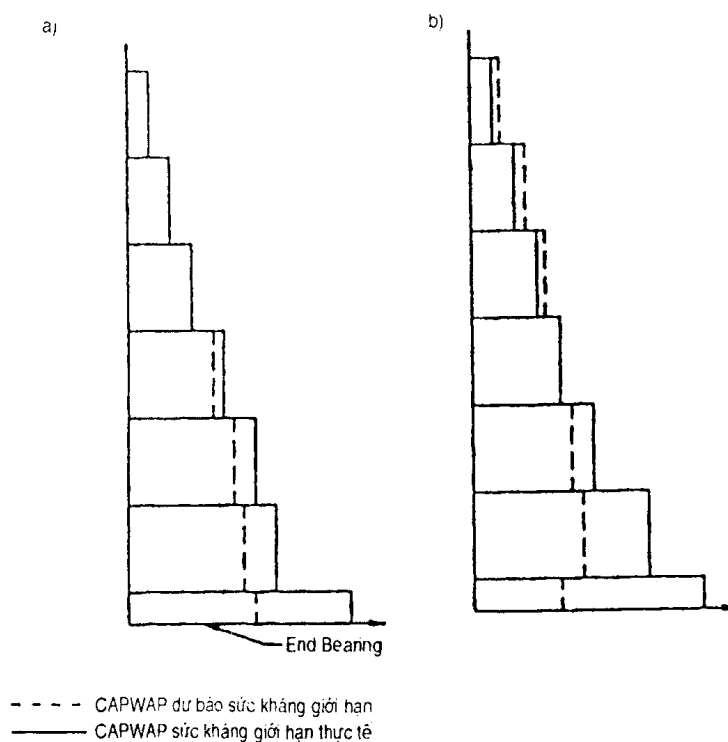 a)
b)
End Bearing
CAPWAP dự báo sức kháng giới hạn
CAPWAP sức kháng giới hạn thực tế